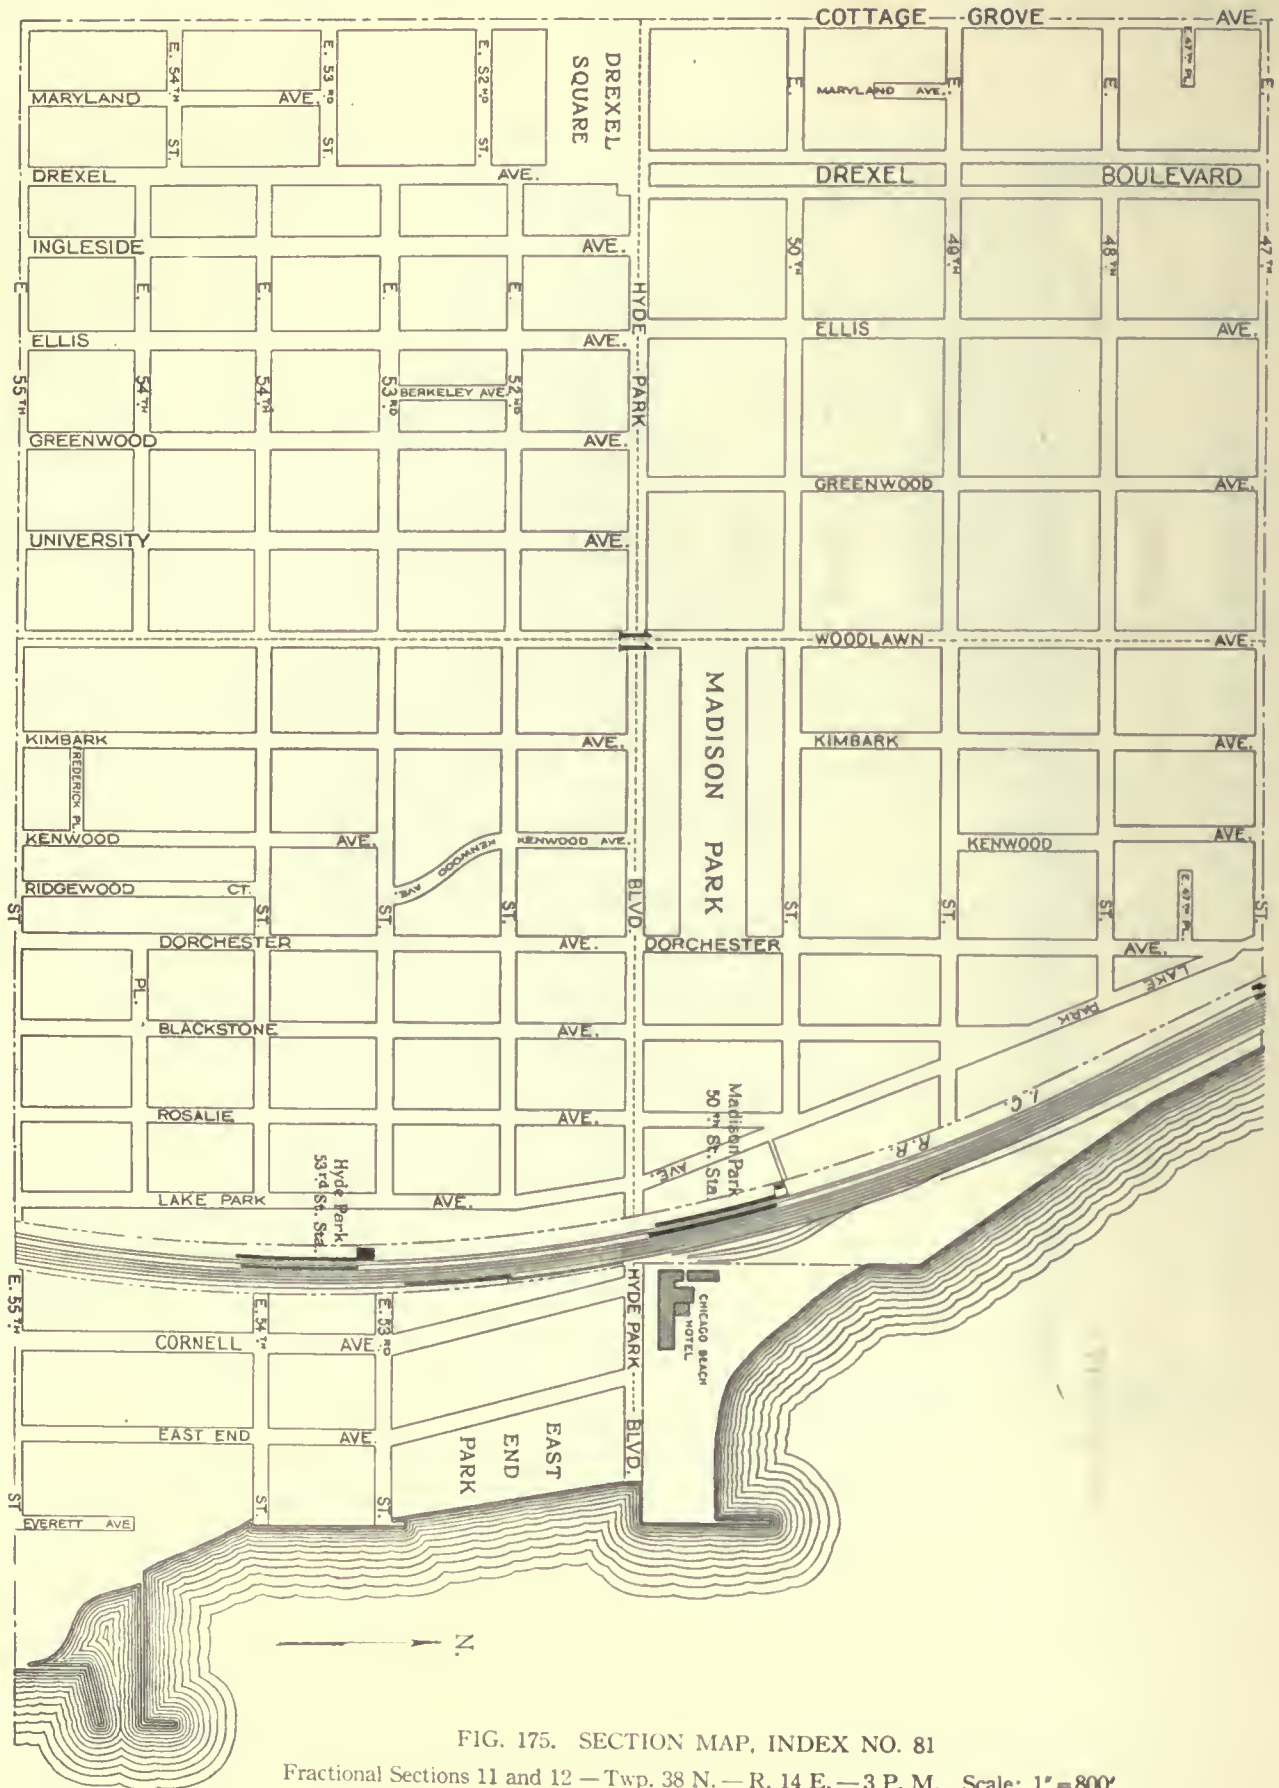 COTTAGE GROVE AVE.
E. 54TH ST.
E. 53RD ST.
E. 52ND ST.
DREXEL
SQUARE
E.
E.
E.
E. 47TH PL.
E.
MARYLAND AVE.
MARYLAND AVE.
DREXEL AVE.
DREXEL BOULEVARD
INGLESIDE AVE.
50TH
49TH
48TH
47TH
E.
E.
E.
E.
E.
HYDE PARK
ELLIS AVE.
ELLIS AVE.
55TH
54TH
54TH
53RD
BERKELEY AVE.
52ND
GREENWOOD AVE.
GREENWOOD AVE.
UNIVERSITY AVE.
WOODLAWN AVE.
MADISON PARK
KIMBARK AVE.
KIMBARK AVE.
FREDERICK PL.
KENWOOD AVE.
KENWOOD AVE.
KENWOOD AVE.
KENWOOD AVE.
RIDGEWOOD CT.
E. 47TH PL.
ST.
ST.
ST.
ST.
BLVD.
ST.
ST.
ST.
ST.
DORCHESTER AVE.
DORCHESTER AVE.
PL.
LAKE PARK
BLACKSTONE AVE.
I. C. R. R.
ROSALIE AVE.
Madison Park
50th St. Sta.
AVE.
Hyde Park
53rd St. Sta.
LAKE PARK AVE.
E. 55TH
E. 54TH
E. 53RD
HYDE PARK BLVD.
CHICAGO BEACH
HOTEL
CORNELL AVE.
EAST END AVE.
EAST
END
PARK
ST
ST.
ST.
EVERETT AVE
N.
FIG. 175. SECTION MAP, INDEX NO. 81
Fractional Sections 11 and 12 — Twp. 38 N. — R. 14 E. — 3 P. M. Scale: 1" = 800'